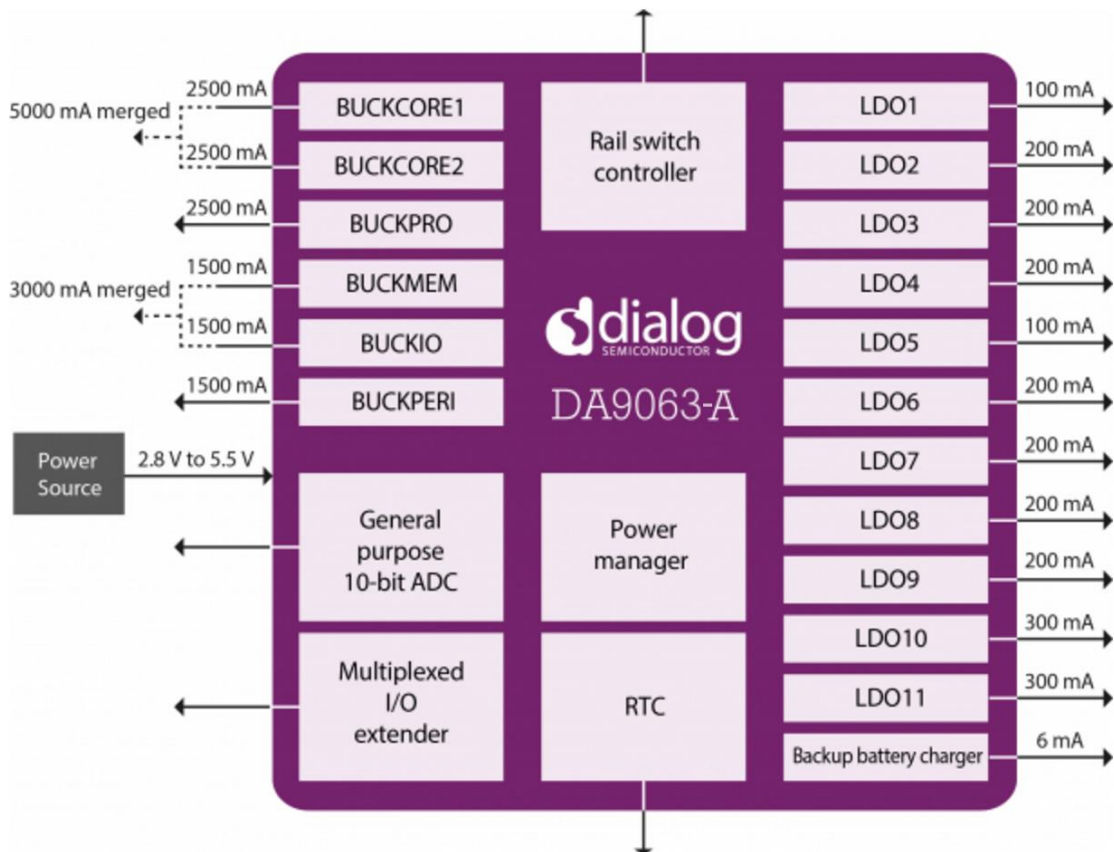 2500 mA
5000 mA merged
2500 mA
2500 mA
1500 mA
3000 mA merged
1500 mA
1500 mA
Power
Source
2.8 V to 5.5 V
BUCKCORE1
BUCKCORE2
BUCKPRO
BUCKMEM
BUCKIO
BUCKPERI
General
purpose
10-bit ADC
Multiplexed
I/O
extender
Rail switch
controller
dialog
SEMICONDUCTOR
DA9063-A
Power
manager
RTC
LDO1
100 mA
LDO2
200 mA
LDO3
200 mA
LDO4
200 mA
LDO5
100 mA
LDO6
200 mA
LDO7
200 mA
LDO8
200 mA
LDO9
200 mA
LDO10
300 mA
LDO11
300 mA
Backup battery charger
6 mA